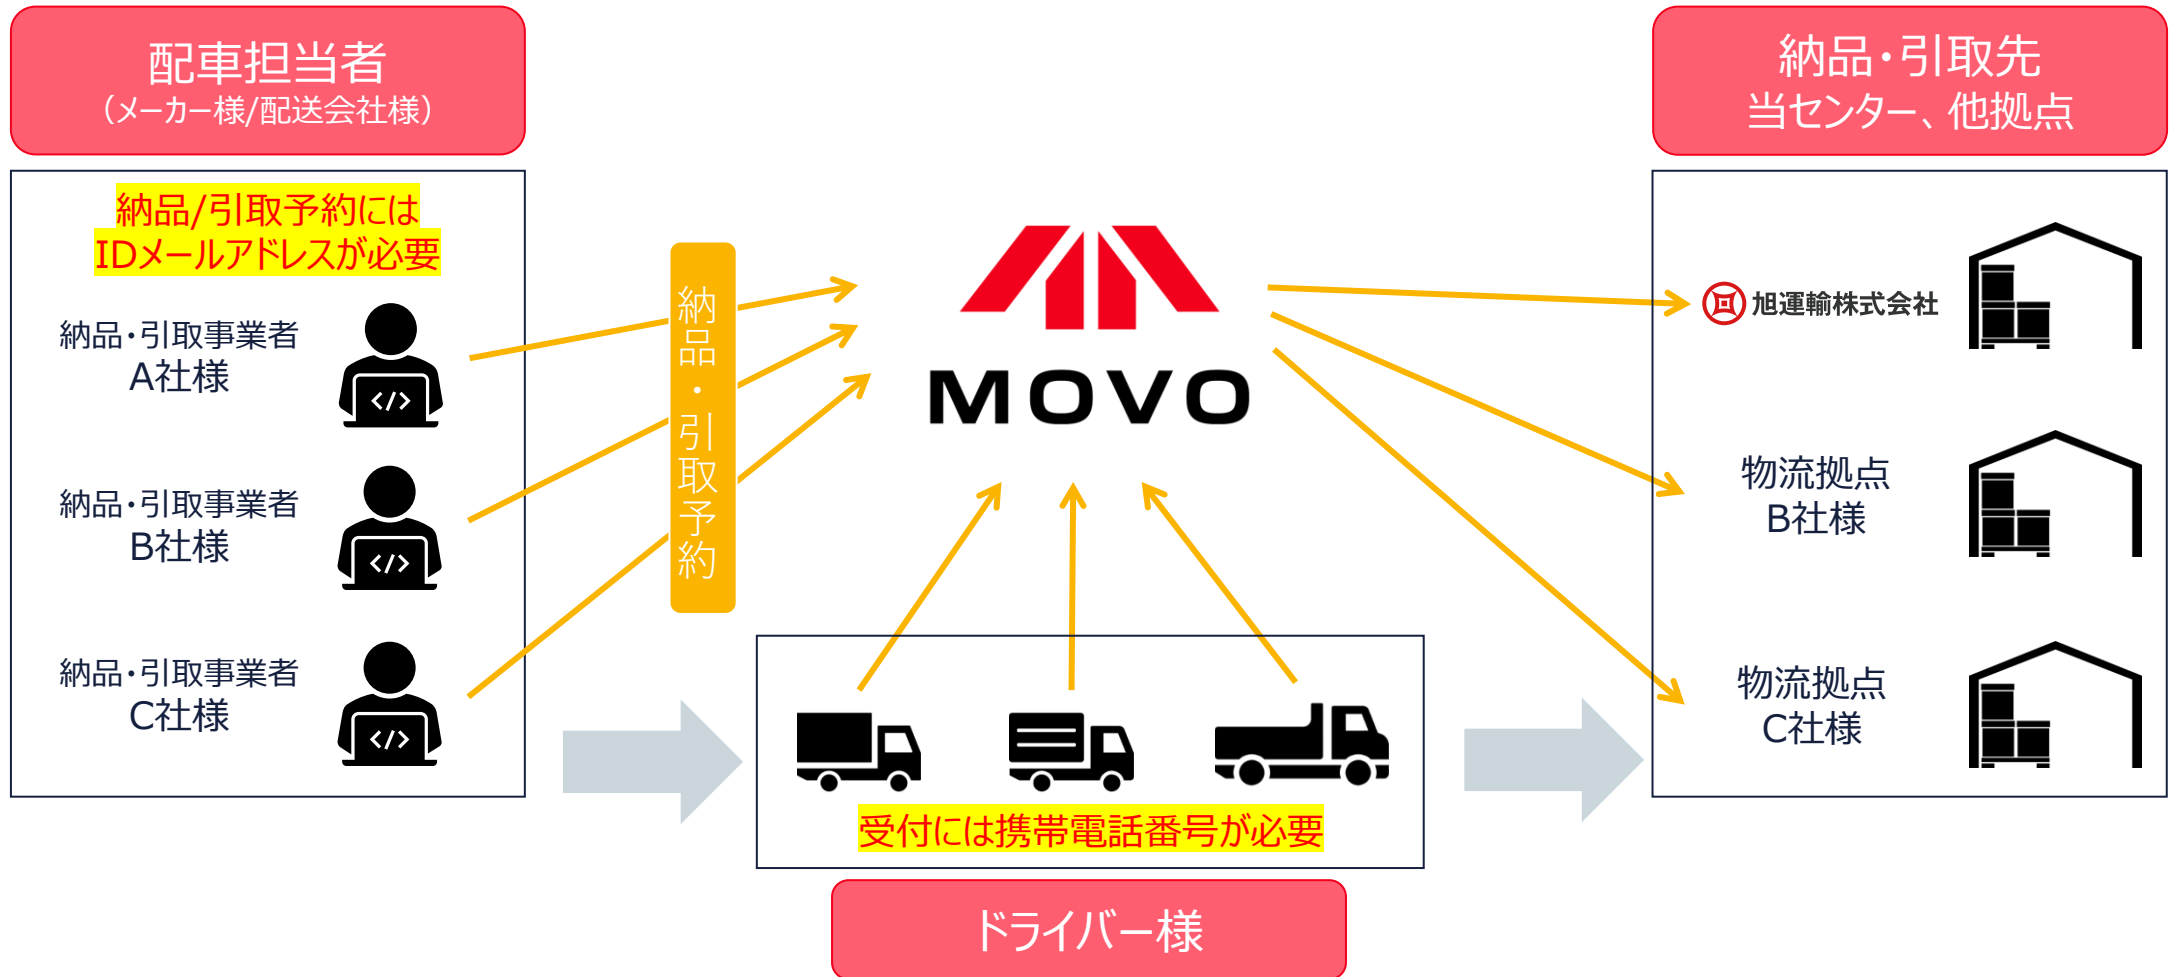 配車担当者
（メーカー様/配送会社様）
納品/引取予約には
IDメールアドレスが必要
納品・引取事業者
A社様
納品・引取事業者
B社様
納品・引取事業者
C社様
納品・引取予約
MOVO
受付には携帯電話番号が必要
ドライバー様
納品・引取先
当センター、他拠点
旭運輸株式会社
物流拠点
B社様
物流拠点
C社様